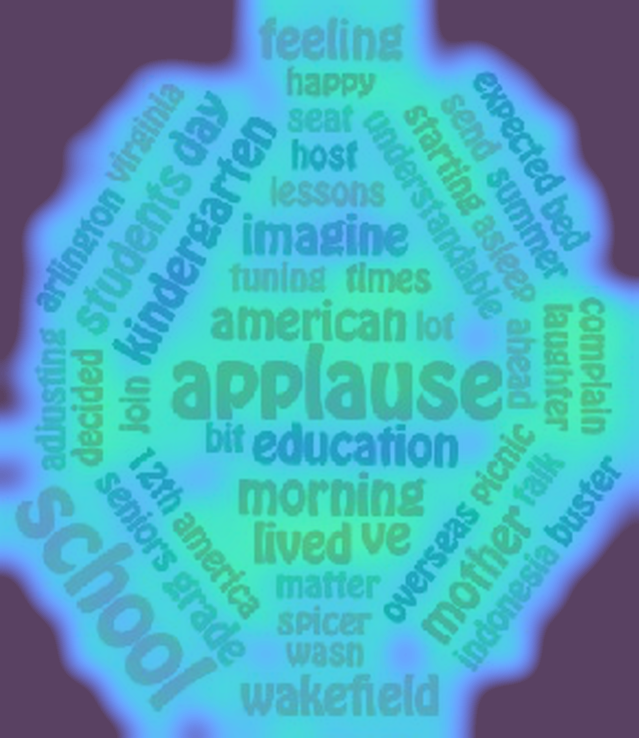 feeling
happy
seat
host
lessons
imagine
tuning times
american lot
applause
bit education
morning
lived ve
matter
spicer
wasn
wakefield
arlington virginia
students day
kindergarten
adjusting
decided
join
understandable
starting asleep
send summer
expected bed
ahead
laughter
complain
school
seniors grade
12th america
overseas picnic
mother talk
indonesia buster